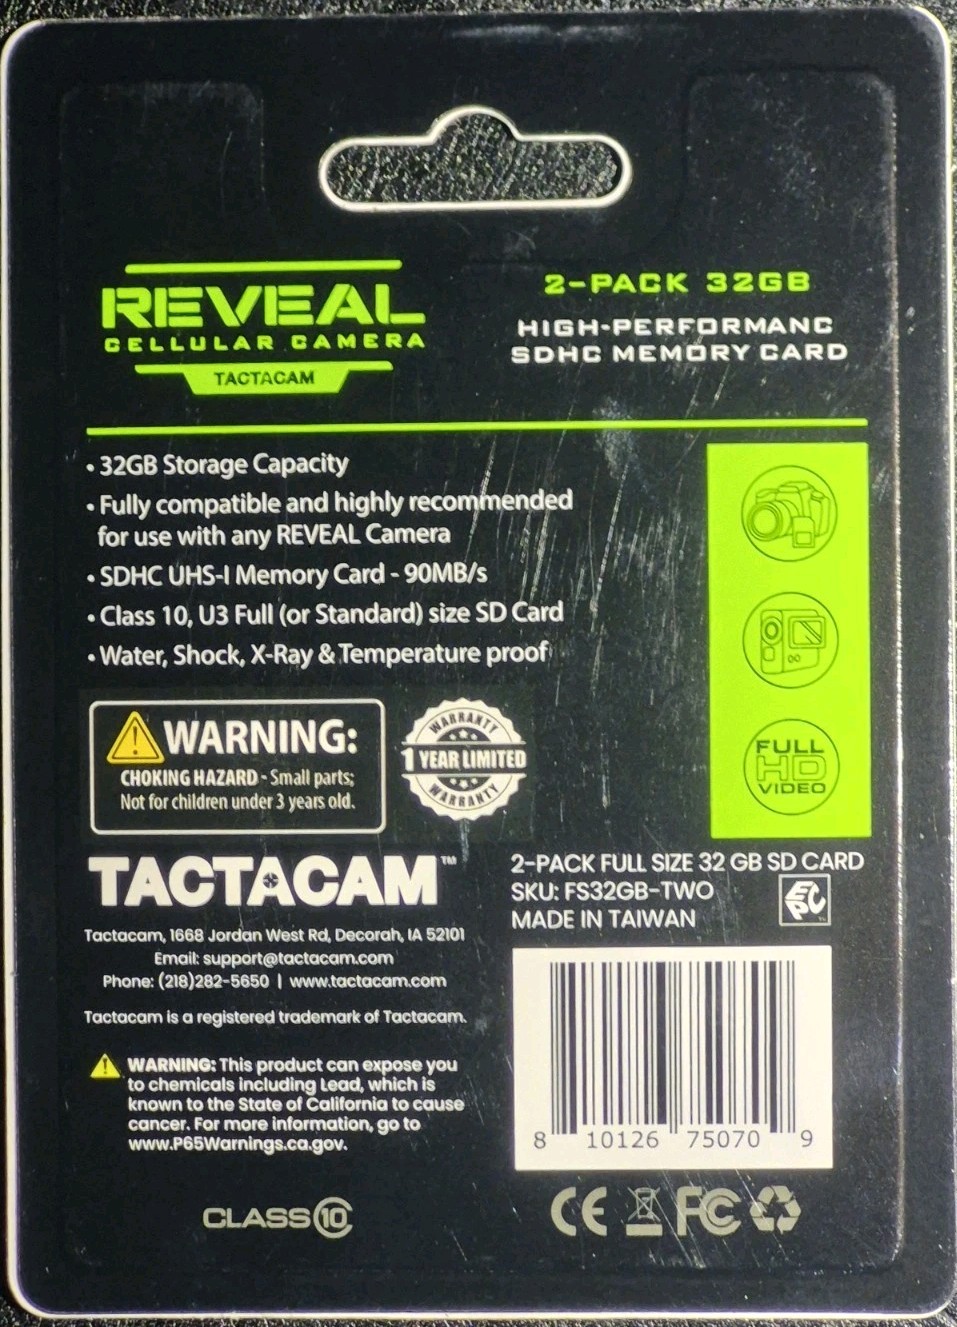 REVEAL
CELLULAR CAMERA
TACTACAM
2-PACK 32GB
HIGH-PERFORMANC
SDHC MEMORY CARD
• 32GB Storage Capacity
• Fully compatible and highly recommended
for use with any REVEAL Camera
• SDHC UHS-I Memory Card - 90MB/s
• Class 10, U3 Full (or Standard) size SD Card
• Water, Shock, X-Ray & Temperature proof
FULL
HD
VIDEO
WARNING:
CHOKING HAZARD - Small parts;
Not for children under 3 years old.
WARRANTY
1 YEAR LIMITED
WARRANTY
TACTACAM™
Tactacam, 1668 Jordan West Rd, Decorah, IA 52101
Email: support@tactacam.com
Phone: (218)282-5650 | www.tactacam.com
Tactacam is a registered trademark of Tactacam.
WARNING: This product can expose you
to chemicals including Lead, which is
known to the State of California to cause
cancer. For more information, go to
www.P65Warnings.ca.gov.
CLASS 10
2-PACK FULL SIZE 32 GB SD CARD
SKU: FS32GB-TWO
MADE IN TAIWAN
8 10126 75070 9
CE FC